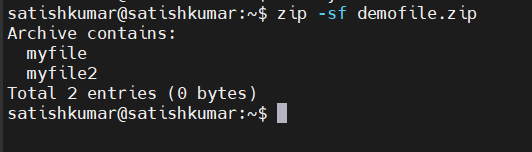 satishkumar@satishkumar:~$ zip -sf demofile.zip
Archive contains:
  myfile
  myfile2
Total 2 entries (0 bytes)
satishkumar@satishkumar:~$